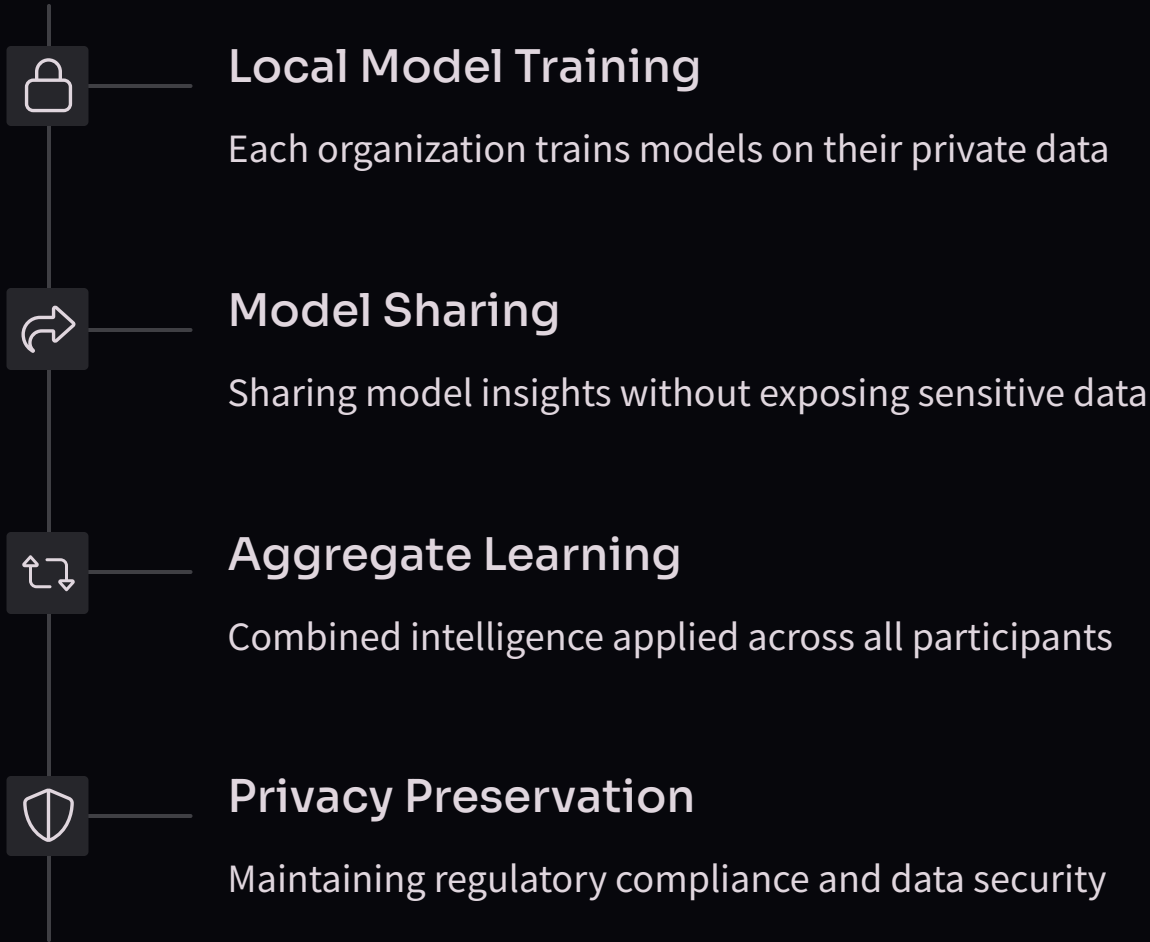 Local Model Training
Each organization trains models on their private data
Model Sharing
Sharing model insights without exposing sensitive data
Aggregate Learning
Combined intelligence applied across all participants
Privacy Preservation
Maintaining regulatory compliance and data security